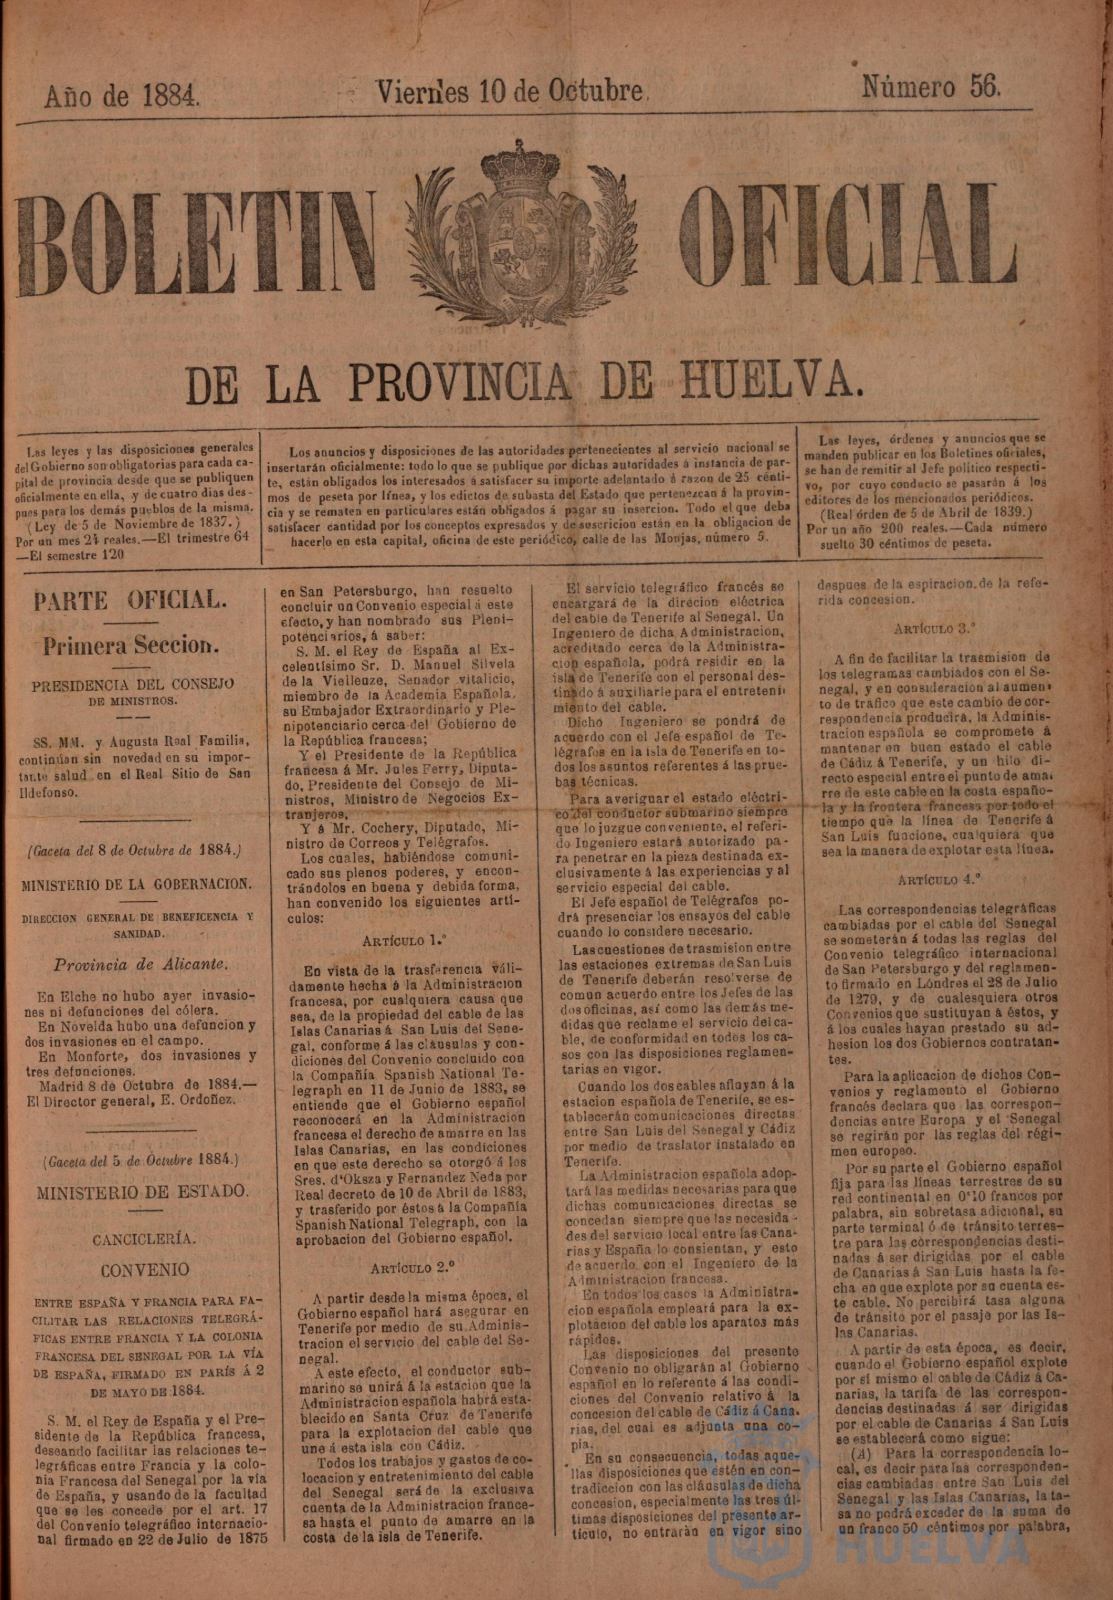 Año de 1884.
Viernes 10 de Octubre.
Número 56.
BOLETIN OFICIAL
DE LA PROVINCIA DE HUELVA.
Las leyes y las disposiciones generales
del Gobierno son obligatorias para cada ca-
pital de provincia desde que se publiquen
oficialmente en ella, y de cuatro dias des-
pues para los demás pueblos de la misma.
(Ley de 5 de Noviembre de 1837.)
Por un mes 24 reales.—El trimestre 64
—El semestre 120
Los anuncios y disposiciones de las autoridades pertenecientes al servicio nacional se
insertarán oficialmente: todo lo que se publique por dichas autoridades á instancia de par-
te, están obligados los interesados á satisfacer su importe adelantado á razon de 25 cénti-
mos de peseta por línea, y los edictos de subasta del Estado que pertenezcan á la provin-
cia y se rematen en particulares están obligados á pagar su insercion. Todo el que deba
satisfacer cantidad por los conceptos expresados y de suscricion están en la obligacion de
hacerlo en esta capital, oficina de este periódico, calle de las Monjas, número 5.
Las leyes, órdenes y anuncios que se
manden publicar en los Boletines oficiales,
se han de remitir al Jefe político respecti-
vo, por cuyo conducto se pasarán á los
editores de los mencionados periódicos.
(Real órden de 5 de Abril de 1839.)
Por un año 200 reales.—Cada número
suelto 30 céntimos de peseta.
PARTE OFICIAL.
Primera Seccion.
PRESIDENCIA DEL CONSEJO
DE MINISTROS.
SS. MM. y Augusta Real Familia,
continúan sin novedad en su impor-
tante salud en el Real Sitio de San
Ildefonso.
(Gaceta del 8 de Octubre de 1884.)
MINISTERIO DE LA GOBERNACION.
DIRECCION GENERAL DE BENEFICENCIA Y
SANIDAD.
Provincia de Alicante.
En Elche no hubo ayer invasio-
nes ni defunciones del cólera.
En Novelda hubo una defuncion y
dos invasiones en el campo.
En Monforte, dos invasiones y
tres defunciones.
Madrid 8 de Octubre de 1884.—
El Director general, E. Ordoñez.
(Gaceta del 5 de Octubre 1884.)
MINISTERIO DE ESTADO.
CANCICLERÍA.
CONVENIO
ENTRE ESPAÑA Y FRANCIA PARA FA-
CILITAR LAS RELACIONES TELEGRÁ-
FICAS ENTRE FRANCIA Y LA COLONIA
FRANCESA DEL SENEGAL POR LA VÍA
DE ESPAÑA, FIRMADO EN PARÍS Á 2
DE MAYO DE 1884.
S. M. el Rey de España y el Pre-
sidente de la República francesa,
deseando facilitar las relaciones te-
legráficas entre Francia y la colo-
nia Francesa del Senegal por la vía
de España, y usando de la facultad
que se les concede por el art. 17
del Convenio telegráfico internacio-
nal firmado en 22 de Julio de 1875
en San Petersburgo, han resuelto
concluir un Convenio especial á este
efecto, y han nombrado sus Pleni-
potenciarios, á saber:
S. M. el Rey de España al Ex-
celentísimo Sr. D. Manuel Silvela
de la Vielleuze, Senador vitalicio,
miembro de la Academia Española,
su Embajador Extraordinario y Ple-
nipotenciario cerca del Gobierno de
la República francesa;
Y el Presidente de la República
francesa á Mr. Jules Ferry, Diputa-
do, Presidente del Consejo de Mi-
nistros, Ministro de Negocios Ex-
tranjeros,
Y á Mr. Cochery, Diputado, Mi-
nistro de Correos y Telégrafos.
Los cuales, habiéndose comuni-
cado sus plenos poderes, y encon-
trándolos en buena y debida forma,
han convenido los siguientes artí-
culos:
ARTÍCULO 1.º
En vista de la trasferencia váli-
damente hecha á la Administracion
francesa, por cualquiera causa que
sea, de la propiedad del cable de las
Islas Canarias á San Luis del Sene-
gal, conforme á las cláusulas y con-
diciones del Convenio concluido con
la Compañía Spanish National Te-
legraph en 11 de Junio de 1883, se
entiende que el Gobierno español
reconocerá en la Administracion
francesa el derecho de amarre en las
Islas Canarias, en las condiciones
en que este derecho se otorgó á los
Sres. d'Oksza y Fernandez Neda por
Real decreto de 10 de Abril de 1883,
y trasferido por éstos á la Compañía
Spanish National Telegraph, con la
aprobacion del Gobierno español.
ARTÍCULO 2.º
A partir desde la misma época, el
Gobierno español hará asegurar en
Tenerife por medio de su Adminis-
tracion el servicio del cable del Se-
negal.
A este efecto, el conductor sub-
marino se unirá á la estacion que la
Administracion española habrá esta-
blecido en Santa Cruz de Tenerife
para la explotacion del cable que
une á esta isla con Cádiz.
Todos los trabajos y gastos de co-
locacion y entretenimiento del cable
del Senegal será de la exclusiva
cuenta de la Administracion france-
sa hasta el punto de amarre en la
costa de la isla de Tenerife.
El servicio telegráfico francés se
encargará de la direcion eléctrica
del cable de Tenerife al Senegal. Un
Ingeniero de dicha Administracion,
acreditado cerca de la Administra-
cion española, podrá residir en la
isla de Tenerife con el personal des-
tinado á auxiliarle para el entreteni-
miento del cable.
Dicho Ingeniero se pondrá de
acuerdo con el Jefe español de Te-
légrafos en la isla de Tenerife en to-
dos los asuntos referentes á las prue-
bas técnicas.
Para averiguar el estado eléctri-
co del conductor submarino siempre
que lo juzgue conveniente, el referi-
do Ingeniero estará autorizado pa-
ra penetrar en la pieza destinada ex-
clusivamente á las experiencias y al
servicio especial del cable.
El Jefe español de Telégrafos po-
drá presenciar los ensayos del cable
cuando lo considere necesario.
Las cuestiones de trasmision entre
las estaciones extremas de San Luis
de Tenerife deberán resolverse de
comun acuerdo entre los Jefes de las
dos oficinas, así como las demás me-
didas que reclame el servicio del ca-
ble, de conformidad en todos los ca-
sos con las disposiciones reglamen-
tarias en vigor.
Cuando los dos cables afluyan á la
estacion española de Tenerife, se es-
tablecerán comunicaciones directas
entre San Luis del Senegal y Cádiz
por medio de traslator instalado en
Tenerife.
La Administracion española adop-
tará las medidas necesarias para que
dichas comunicaciones directas se
concedan siempre que las necesida-
des del servicio local entre las Cana-
rias y España lo consientan, y esto
de acuerdo con el Ingeniero de la
Administracion francesa.
En todos los casos la Administra-
cion española empleará para la ex-
plotacion del cable los aparatos más
rápidos.
Las disposiciones del presente
Convenio no obligarán al Gobierno
español en lo referente á las condi-
ciones del Convenio relativo á la
concesion del cable de Cádiz á Cana-
rias, del cual es adjunta una co-
pia.
En su consecuencia, todas aque-
llas disposiciones que estén en con-
tradiccion con las cláusulas de dicha
concesion, especialmente las tres úl-
timas disposiciones del presente ar-
tículo, no entrarán en vigor sino
despues de la espiracion de la refe-
rida concesion.
ARTÍCULO 3.º
A fin de facilitar la trasmision de
los telegramas cambiados con el Se-
negal, y en consideracion al aumen-
to de tráfico que este cambio de cor-
respondencia producirá, la Adminis-
tracion española se compromete á
mantener en buen estado el cable
de Cádiz á Tenerife, y un hilo di-
recto especial entre el punto de amar-
rre de este cable en la costa españo-
la y la frontera francesa por todo el
tiempo que la línea de Tenerife á
San Luis funcione, cualquiera que
sea la manera de explotar esta línea.
ARTÍCULO 4.º
Las correspondencias telegráficas
cambiadas por el cable del Senegal
se someterán á todas las reglas del
Convenio telegráfico internacional
de San Petersburgo y del reglamen-
to firmado en Lóndres el 28 de Julio
de 1279, y de cualesquiera otros
Convenios que sustituyan á éstos, y
á los cuales hayan prestado su ad-
hesion los dos Gobiernos contratan-
tes.
Para la aplicacion de dichos Con-
venios y reglamento el Gobierno
francés declara que las correspon-
dencias entre Europa y el Senegal
se regirán por las reglas del régi-
men europeo.
Por su parte el Gobierno español
fija para las líneas terrestres de su
red continental en 0'10 francos por
palabra, sin sobretasa adicional, su
parte terminal ó de tránsito terres-
tre para las correspondencias desti-
nadas á ser dirigidas por el cable
de Canarias á San Luis hasta la fe-
cha en que explote por su cuenta es-
te cable. No percibirá tasa alguna
de tránsito por el pasaje por las Is-
las Canarias.
A partir de esta época, es decir,
cuando el Gobierno español explote
por sí mismo el cable de Cádiz á Ca-
narias, la tarifa de las correspon-
dencias destinadas á ser dirigidas
por el cable de Canarias á San Luis
se establecerá como sigue:
(A) Para la correspondencia lo-
cal, es decir para las corresponden-
cias cambiadas entre San Luis del
Senegal y las Islas Canarias, la ta-
sa no podrá exceder de la suma de
un franco 50 céntimos por palabra,
HUELVA